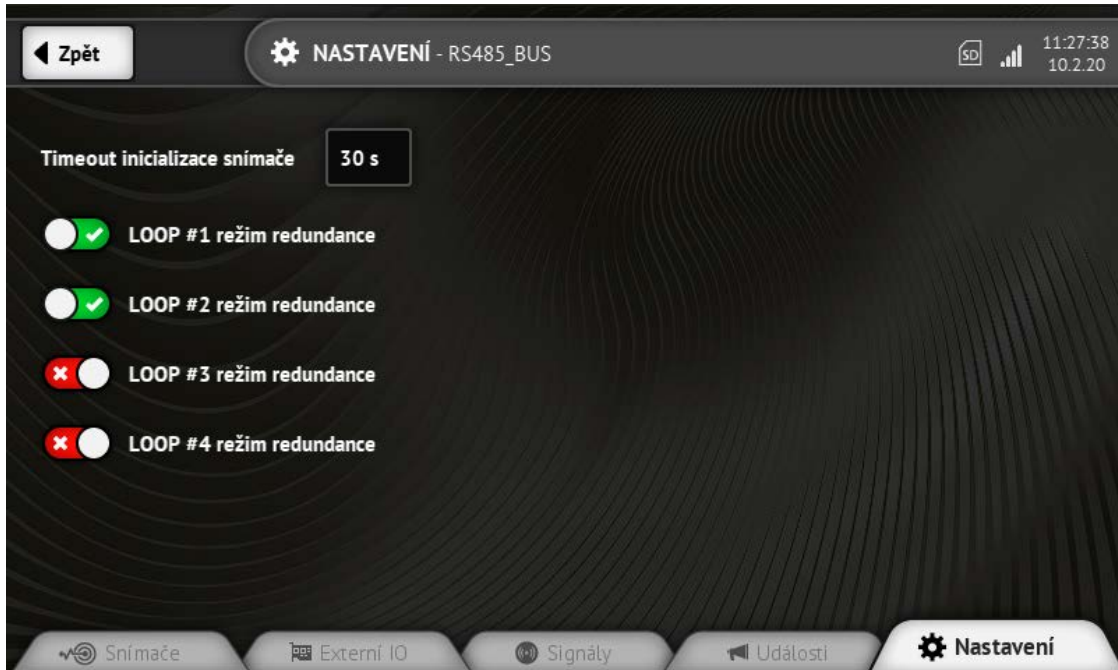 Zpět
NASTAVENÍ - RS485_BUS
SD
11:27:38
10.2.20
Timeout inicializace snímače 30 s
LOOP #1 režim redundance
LOOP #2 režim redundance
LOOP #3 režim redundance
LOOP #4 režim redundance
Snímače Externí IO Signály Události Nastavení